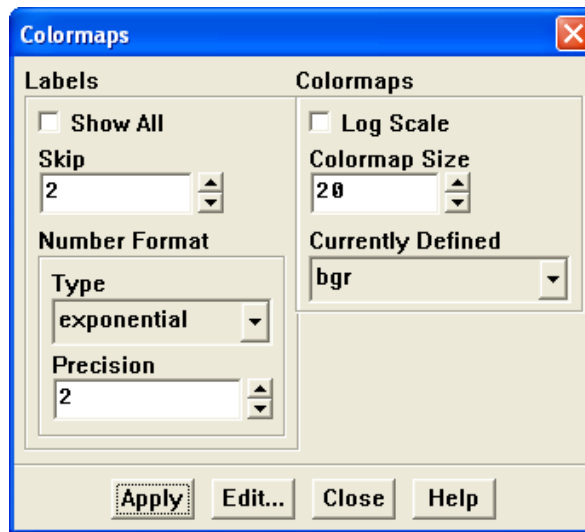 Colormaps
Labels
Show All
Skip
2
Number Format
Type
exponential
Precision
2
Colormaps
Log Scale
Colormap Size
20
Currently Defined
bgr
Apply
Edit...
Close
Help